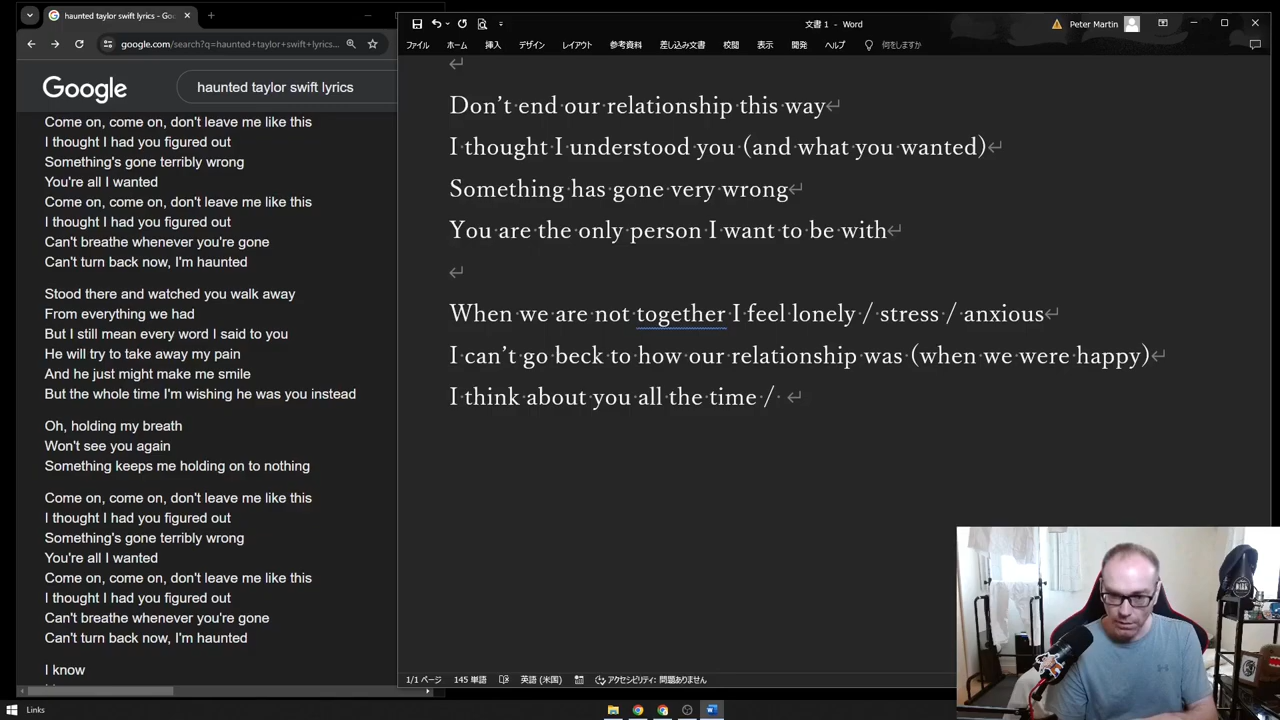 haunted taylor swift lyrics - Goo
google.com/search?q=haunted+taylor+swift+lyrics...
Google
haunted taylor swift lyrics
Come on, come on, don't leave me like this
I thought I had you figured out
Something's gone terribly wrong
You're all I wanted
Come on, come on, don't leave me like this
I thought I had you figured out
Can't breathe whenever you're gone
Can't turn back now, I'm haunted
Stood there and watched you walk away
From everything we had
But I still mean every word I said to you
He will try to take away my pain
And he just might make me smile
But the whole time I'm wishing he was you instead
Oh, holding my breath
Won't see you again
Something keeps me holding on to nothing
Come on, come on, don't leave me like this
I thought I had you figured out
Something's gone terribly wrong
You're all I wanted
Come on, come on, don't leave me like this
I thought I had you figured out
Can't breathe whenever you're gone
Can't turn back now, I'm haunted
I know
文書 1 - Word
Peter Martin
ファイル ホーム 挿入 デザイン レイアウト 参考資料 差し込み文書 校閲 表示 開発 ヘルプ 何をしますか
Don’t end our relationship this way
I thought I understood you (and what you wanted)
Something has gone very wrong
You are the only person I want to be with
When we are not together I feel lonely / stress / anxious
I can’t go beck to how our relationship was (when we were happy)
I think about you all the time /
1/1 ページ 145 単語 英語 (米国) アクセシビリティ: 問題ありません
Links